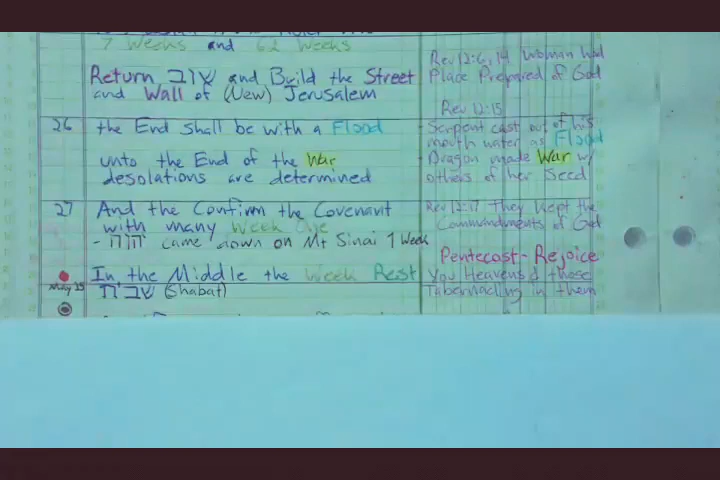 7 Weeks and 62 Weeks
Return שוב and Build the Street
and Wall of (New) Jerusalem
26 the End shall be with a Flood
unto the End of the War
desolations are determined
27 And the Confirm the Covenant
with many Week One
- יהוה came down on Mt Sinai 1 Week
In the Middle the Week Rest
May 25 שבת (Shabat)
Rev 12:6, 14 Woman had
Place Prepared of God
Rev 12:15
- Serpent cast out of his
mouth water as Flood
- Dragon made War w/
others of her Seed
Rev 12:17 They Kept the
Commandments of God
Pentecost - Rejoice
You Heavens & those
Tabernacling in them